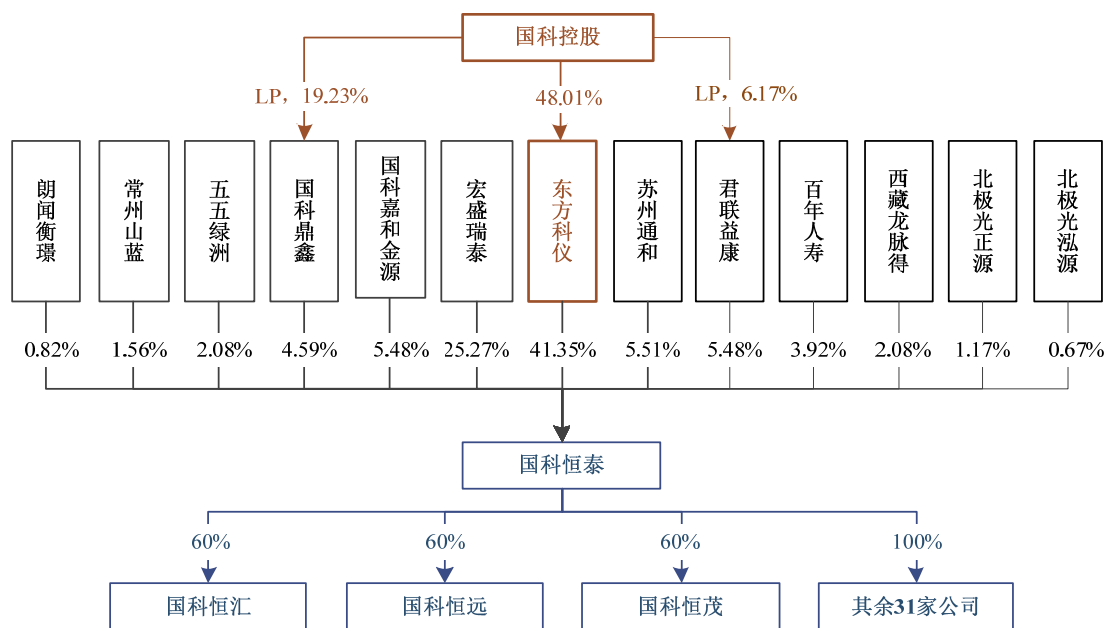 国科控股
LP，19.23%
48.01%
LP，6.17%
朗闻衡璟
常州山蓝
五五绿洲
国科鼎鑫
国科嘉和金源
宏盛瑞泰
东方科仪
苏州通和
君联益康
百年人寿
西藏龙脉得
北极光正源
北极光泓源
0.82%
1.56%
2.08%
4.59%
5.48%
25.27%
41.35%
5.51%
5.48%
3.92%
2.08%
1.17%
0.67%
国科恒泰
60%
60%
60%
100%
国科恒汇
国科恒远
国科恒茂
其余31家公司